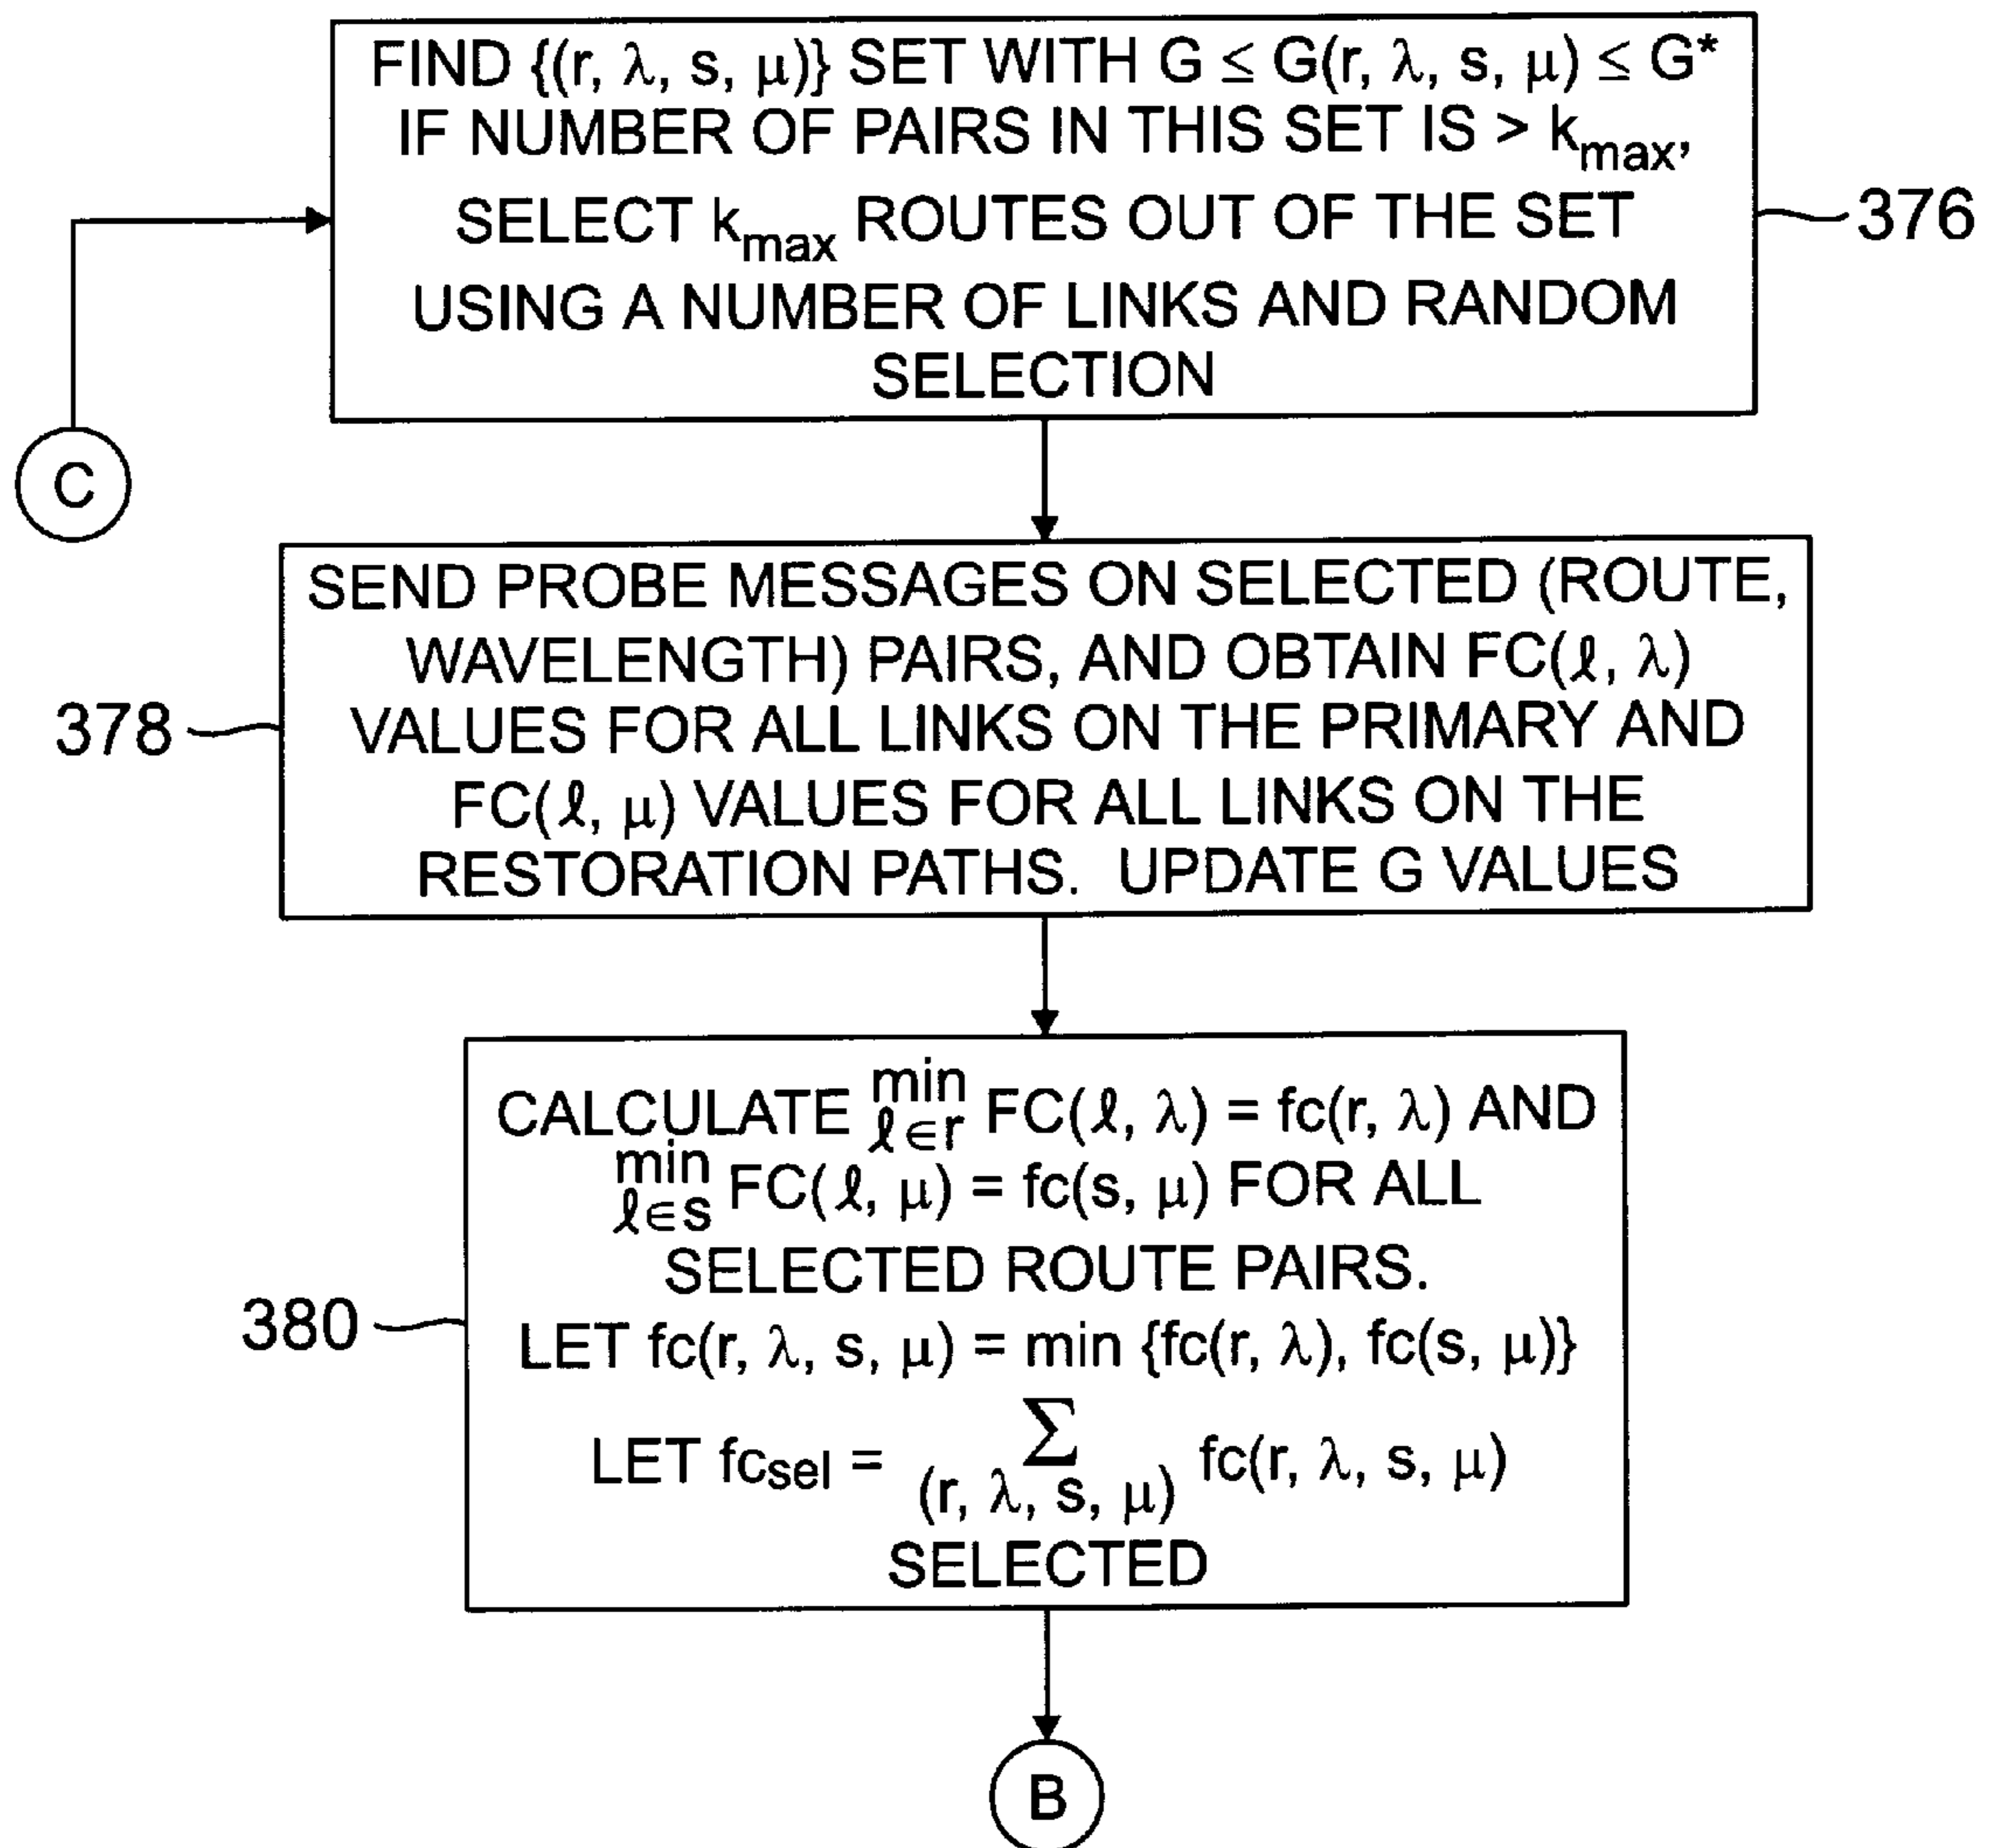 FIND {(r, λ, s, μ)} SET WITH G ≤ G(r, λ, s, μ) ≤ G*
IF NUMBER OF PAIRS IN THIS SET IS > kmax,
SELECT kmax ROUTES OUT OF THE SET
USING A NUMBER OF LINKS AND RANDOM
SELECTION
376
C
SEND PROBE MESSAGES ON SELECTED (ROUTE,
WAVELENGTH) PAIRS, AND OBTAIN FC(ℓ, λ)
VALUES FOR ALL LINKS ON THE PRIMARY AND
FC(ℓ, μ) VALUES FOR ALL LINKS ON THE
RESTORATION PATHS. UPDATE G VALUES
378
CALCULATE min ℓ∈r FC(ℓ, λ) = fc(r, λ) AND
min ℓ∈s FC(ℓ, μ) = fc(s, μ) FOR ALL
SELECTED ROUTE PAIRS.
LET fc(r, λ, s, μ) = min {fc(r, λ), fc(s, μ)}
LET fcsel = Σ (r, λ, s, μ) fc(r, λ, s, μ)
SELECTED
380
B